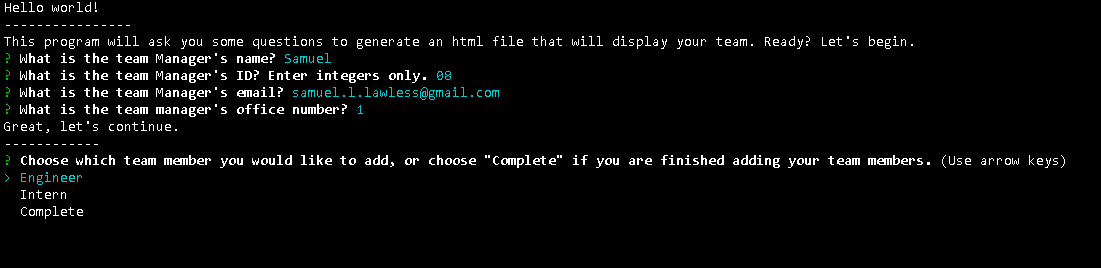 Hello world!
----------------
This program will ask you some questions to generate an html file that will display your team. Ready? Let's begin.
? What is the team Manager's name? Samuel
? What is the team Manager's ID? Enter integers only. 08
? What is the team Manager's email? samuel.l.lawless@gmail.com
? What is the team manager's office number? 1
Great, let's continue.
------------
? Choose which team member you would like to add, or choose "Complete" if you are finished adding your team members. (Use arrow keys)
> Engineer
Intern
Complete